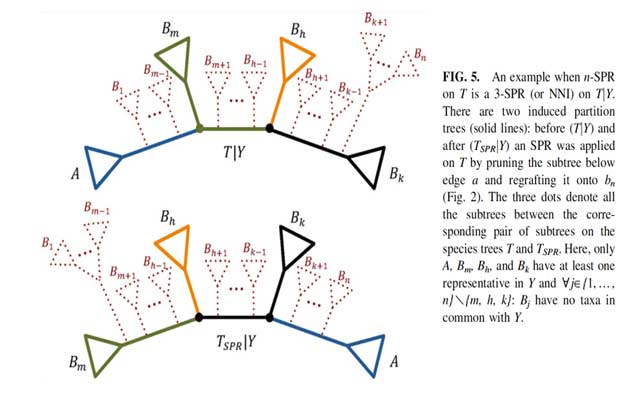 B_{k+1}
B_m
B_h
B_n
B_{m-1}
B_{m+1}
B_{h-1}
B_{h+1}
B_1
B_{k-1}
...
...
...
...
T|Y
A
B_k
B_{m-1}
B_h
B_k
B_1
B_{h+1}
B_{k-1}
B_{h-1}
B_{k+1}
B_{m+1}
B_n
...
...
...
...
T_{SPR}|Y
B_m
A
FIG. 5. An example when n-SPR
on T is a 3-SPR (or NNI) on T|Y.
There are two induced partition
trees (solid lines): before (T|Y) and
after (T_{SPR}|Y) an SPR was applied
on T by pruning the subtree below
edge a and regrafting it onto b_n
(Fig. 2). The three dots denote all
the subtrees between the corre-
sponding pair of subtrees on the
species trees T and T_{SPR}. Here, only
A, B_m, B_h, and B_k have at least one
representative in Y and ∀j∈{1,...,
n}\{m, h, k}: B_j have no taxa in
common with Y.